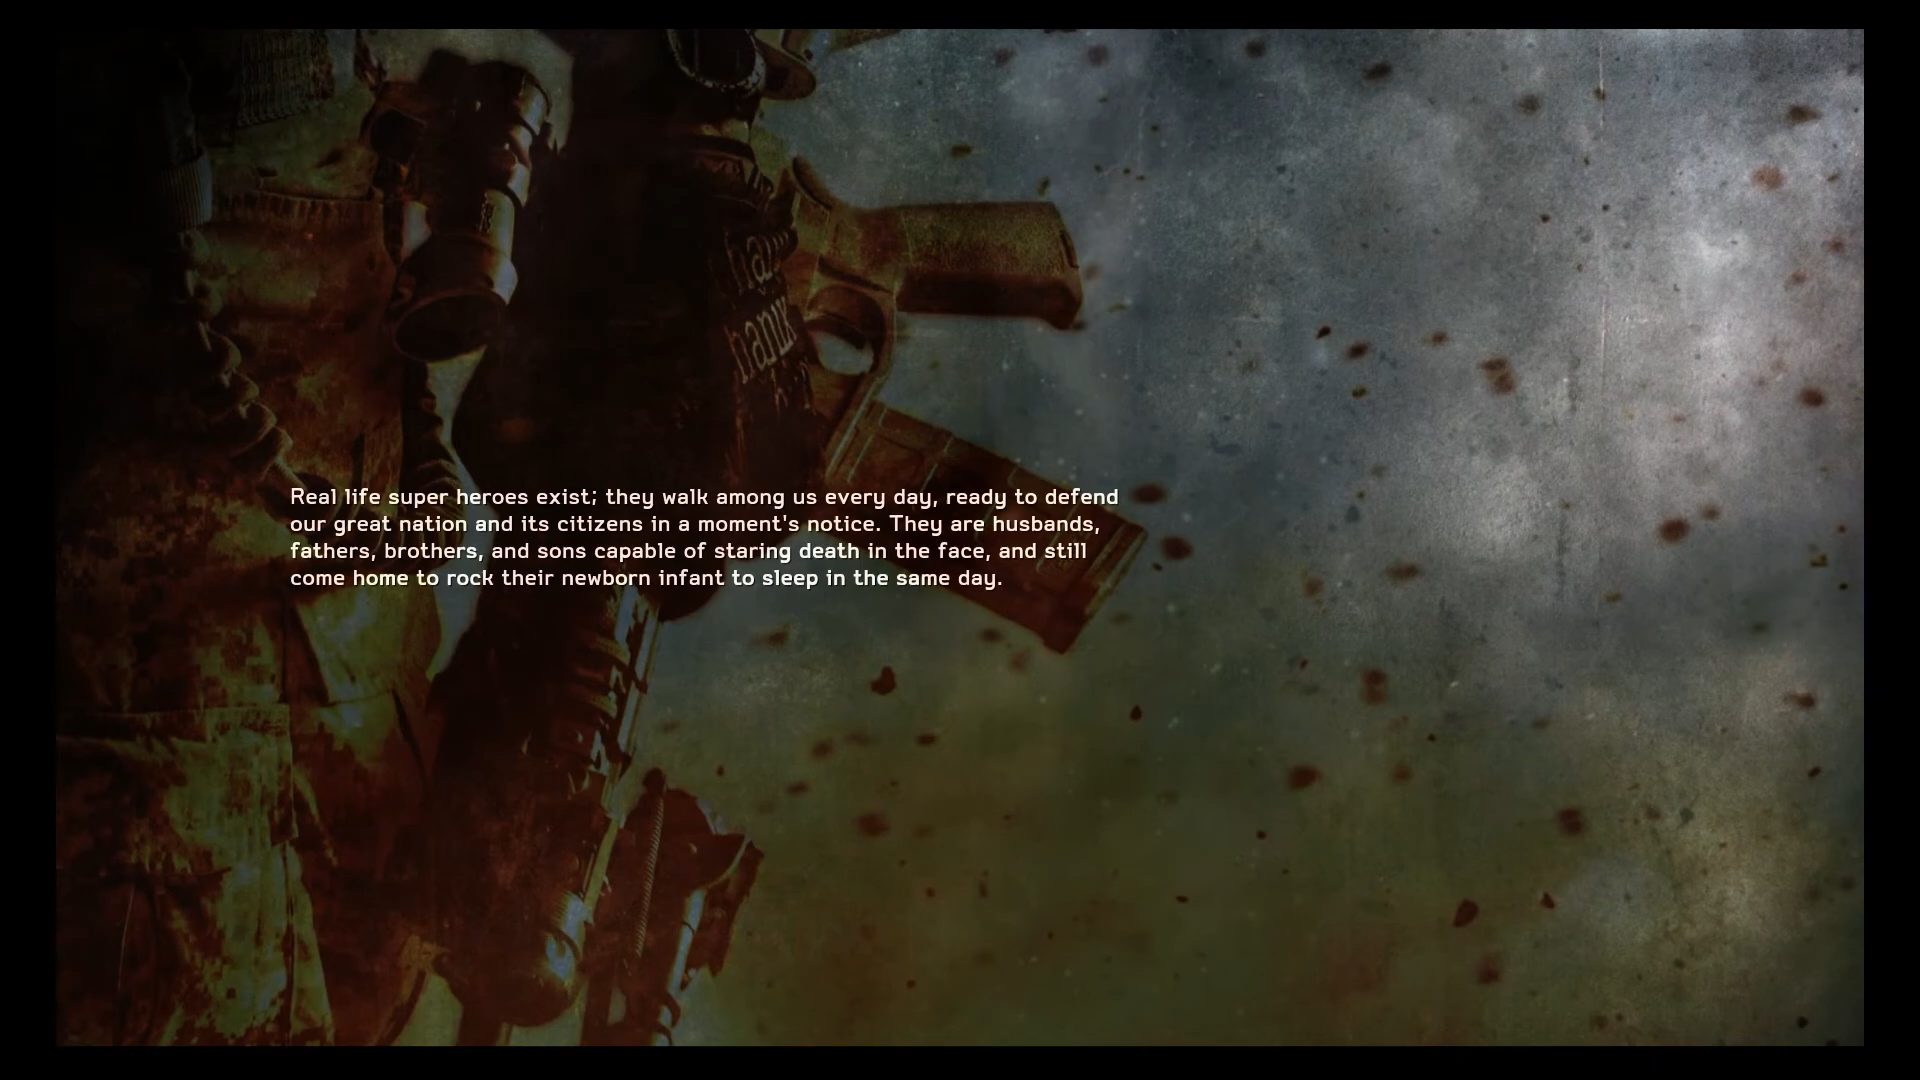 Real life super heroes exist; they walk among us every day, ready to defend
our great nation and its citizens in a moment's notice. They are husbands,
fathers, brothers, and sons capable of staring death in the face, and still
come home to rock their newborn infant to sleep in the same day.